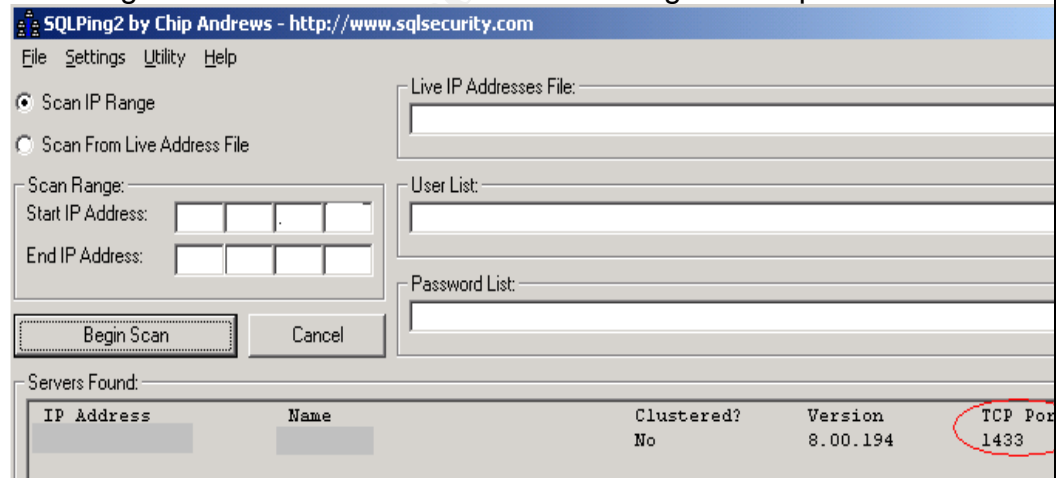 SQLPing2 by Chip Andrews - http://www.sqlsecurity.com
File Settings Utility Help
Scan IP Range
Scan From Live Address File
Live IP Addresses File:
Scan Range:
Start IP Address:
.
End IP Address:
User List:
Password List:
Begin Scan Cancel
Servers Found:
IP Address Name Clustered? Version TCP Por
No 8.00.194 1433